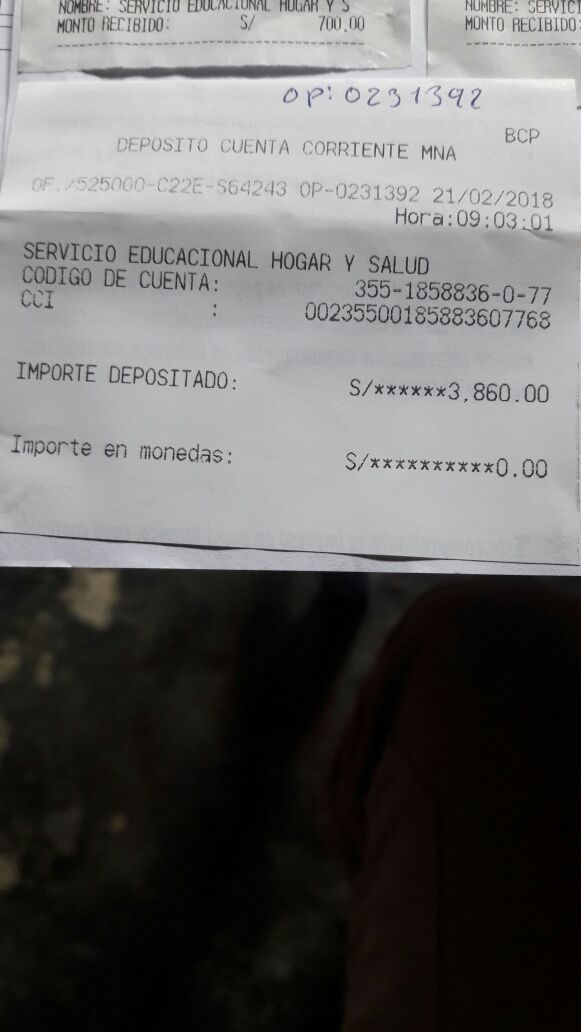 NOMBRE: SERVICIO EDUCACIONAL HOGAR Y S
MONTO RECIBIDO: S/ 700.00
NOMBRE: SERVICI
MONTO RECIBIDO:
OP: 0231392
BCP
DEPOSITO CUENTA CORRIENTE MNA
OF./525000-C22E-S64243 OP-0231392 21/02/2018
Hora:09:03:01
SERVICIO EDUCACIONAL HOGAR Y SALUD
CODIGO DE CUENTA: 355-1858836-0-77
CCI : 00235500185883607768
IMPORTE DEPOSITADO: S/******3,860.00
Importe en monedas: S/**********0.00